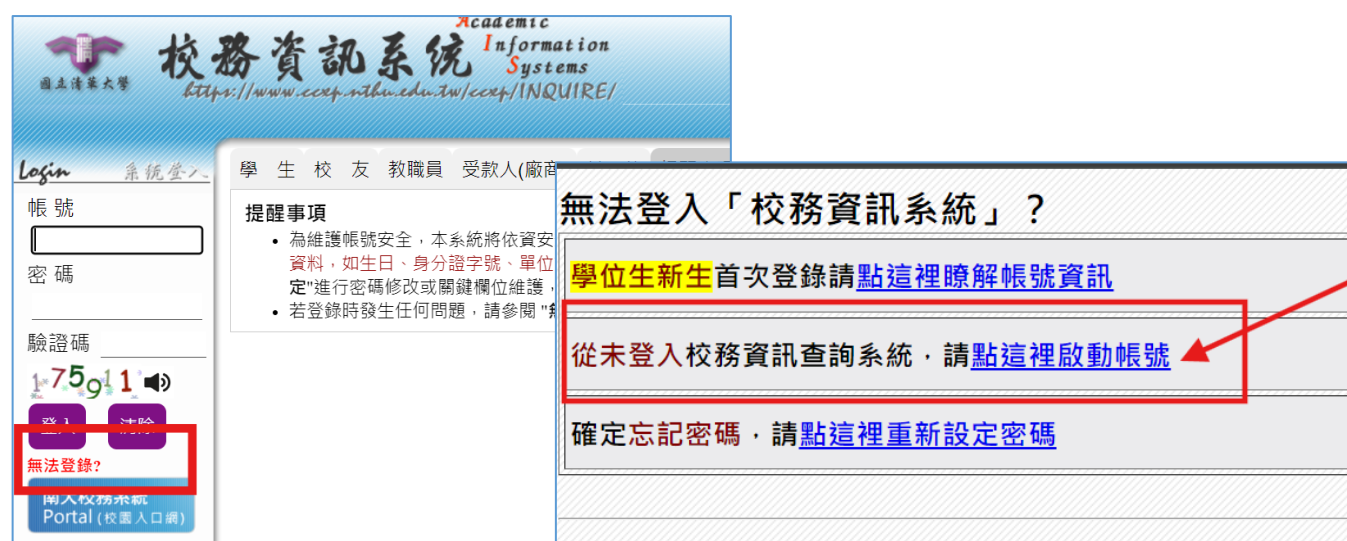 國立清華大學
校務資訊系統
Academic
Information
Systems
https://www.ccxp.nthu.edu.tw/ccxp/INQUIRE/
Login 系統登入
帳 號
密 碼
驗證碼
175911
登入 清除
無法登錄?
南大校務系統
Portal (校園入口網)
學 生 校 友 教職員 受款人(廠商
提醒事項
為維護帳號安全，本系統將依資安
資料，如生日、身分證字號、單位
定"進行密碼修改或關鍵欄位維護，
若登錄時發生任何問題，請參閱 "無
無法登入「校務資訊系統」？
學位生新生首次登錄請點這裡瞭解帳號資訊
從未登入校務資訊查詢系統，請點這裡啟動帳號
確定忘記密碼，請點這裡重新設定密碼